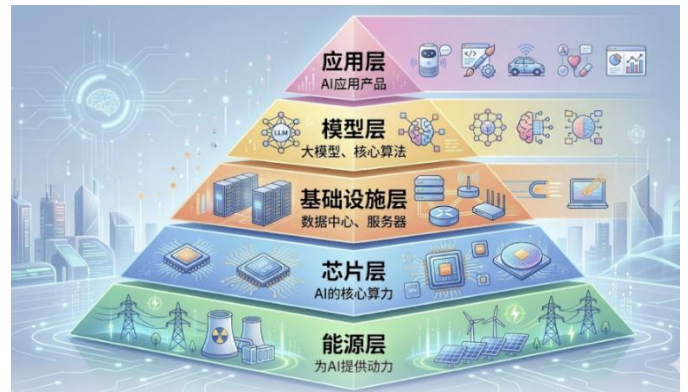 应用层
AI应用产品
</>
LLM
模型层
大模型、核心算法
基础设施层
数据中心、服务器
芯片层
AI的核心算力
能源层
为AI提供动力